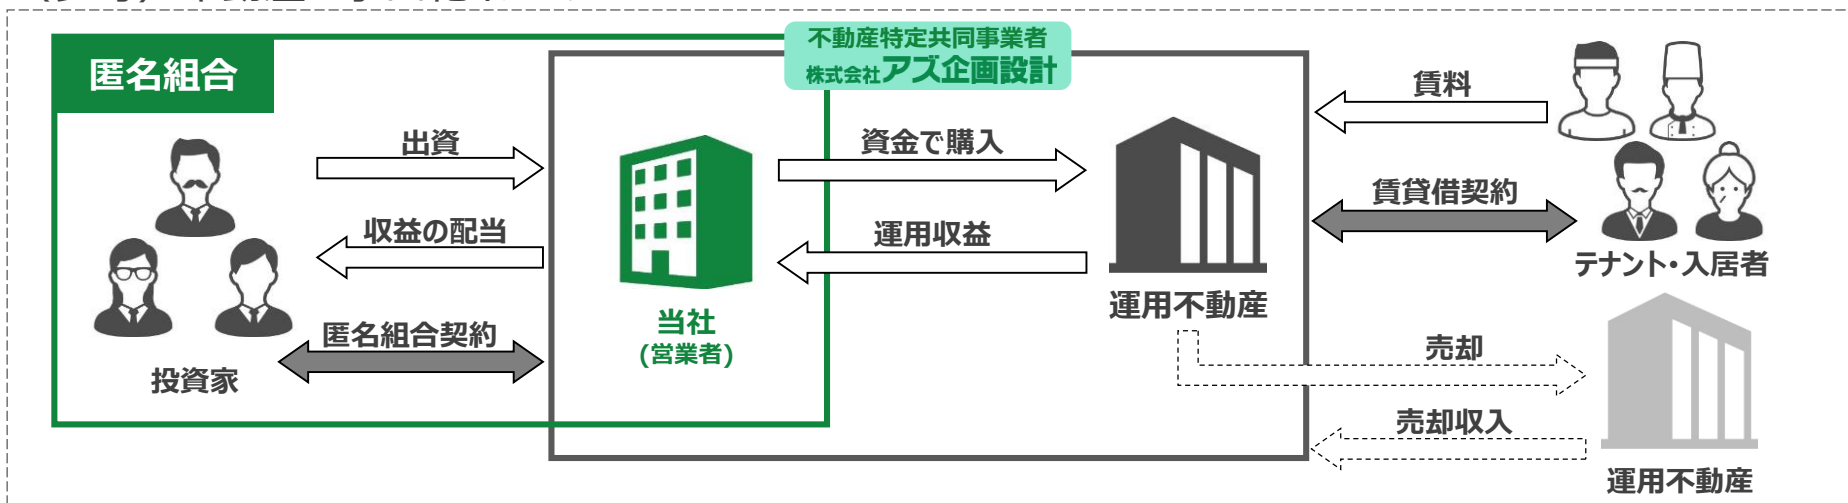 不動産特定共同事業者
株式会社アズ企画設計
匿名組合
出資
収益の配当
匿名組合契約
投資家
当社
(営業者)
資金で購入
運用収益
運用不動産
賃料
賃貸借契約
テナント・入居者
売却
売却収入
運用不動産